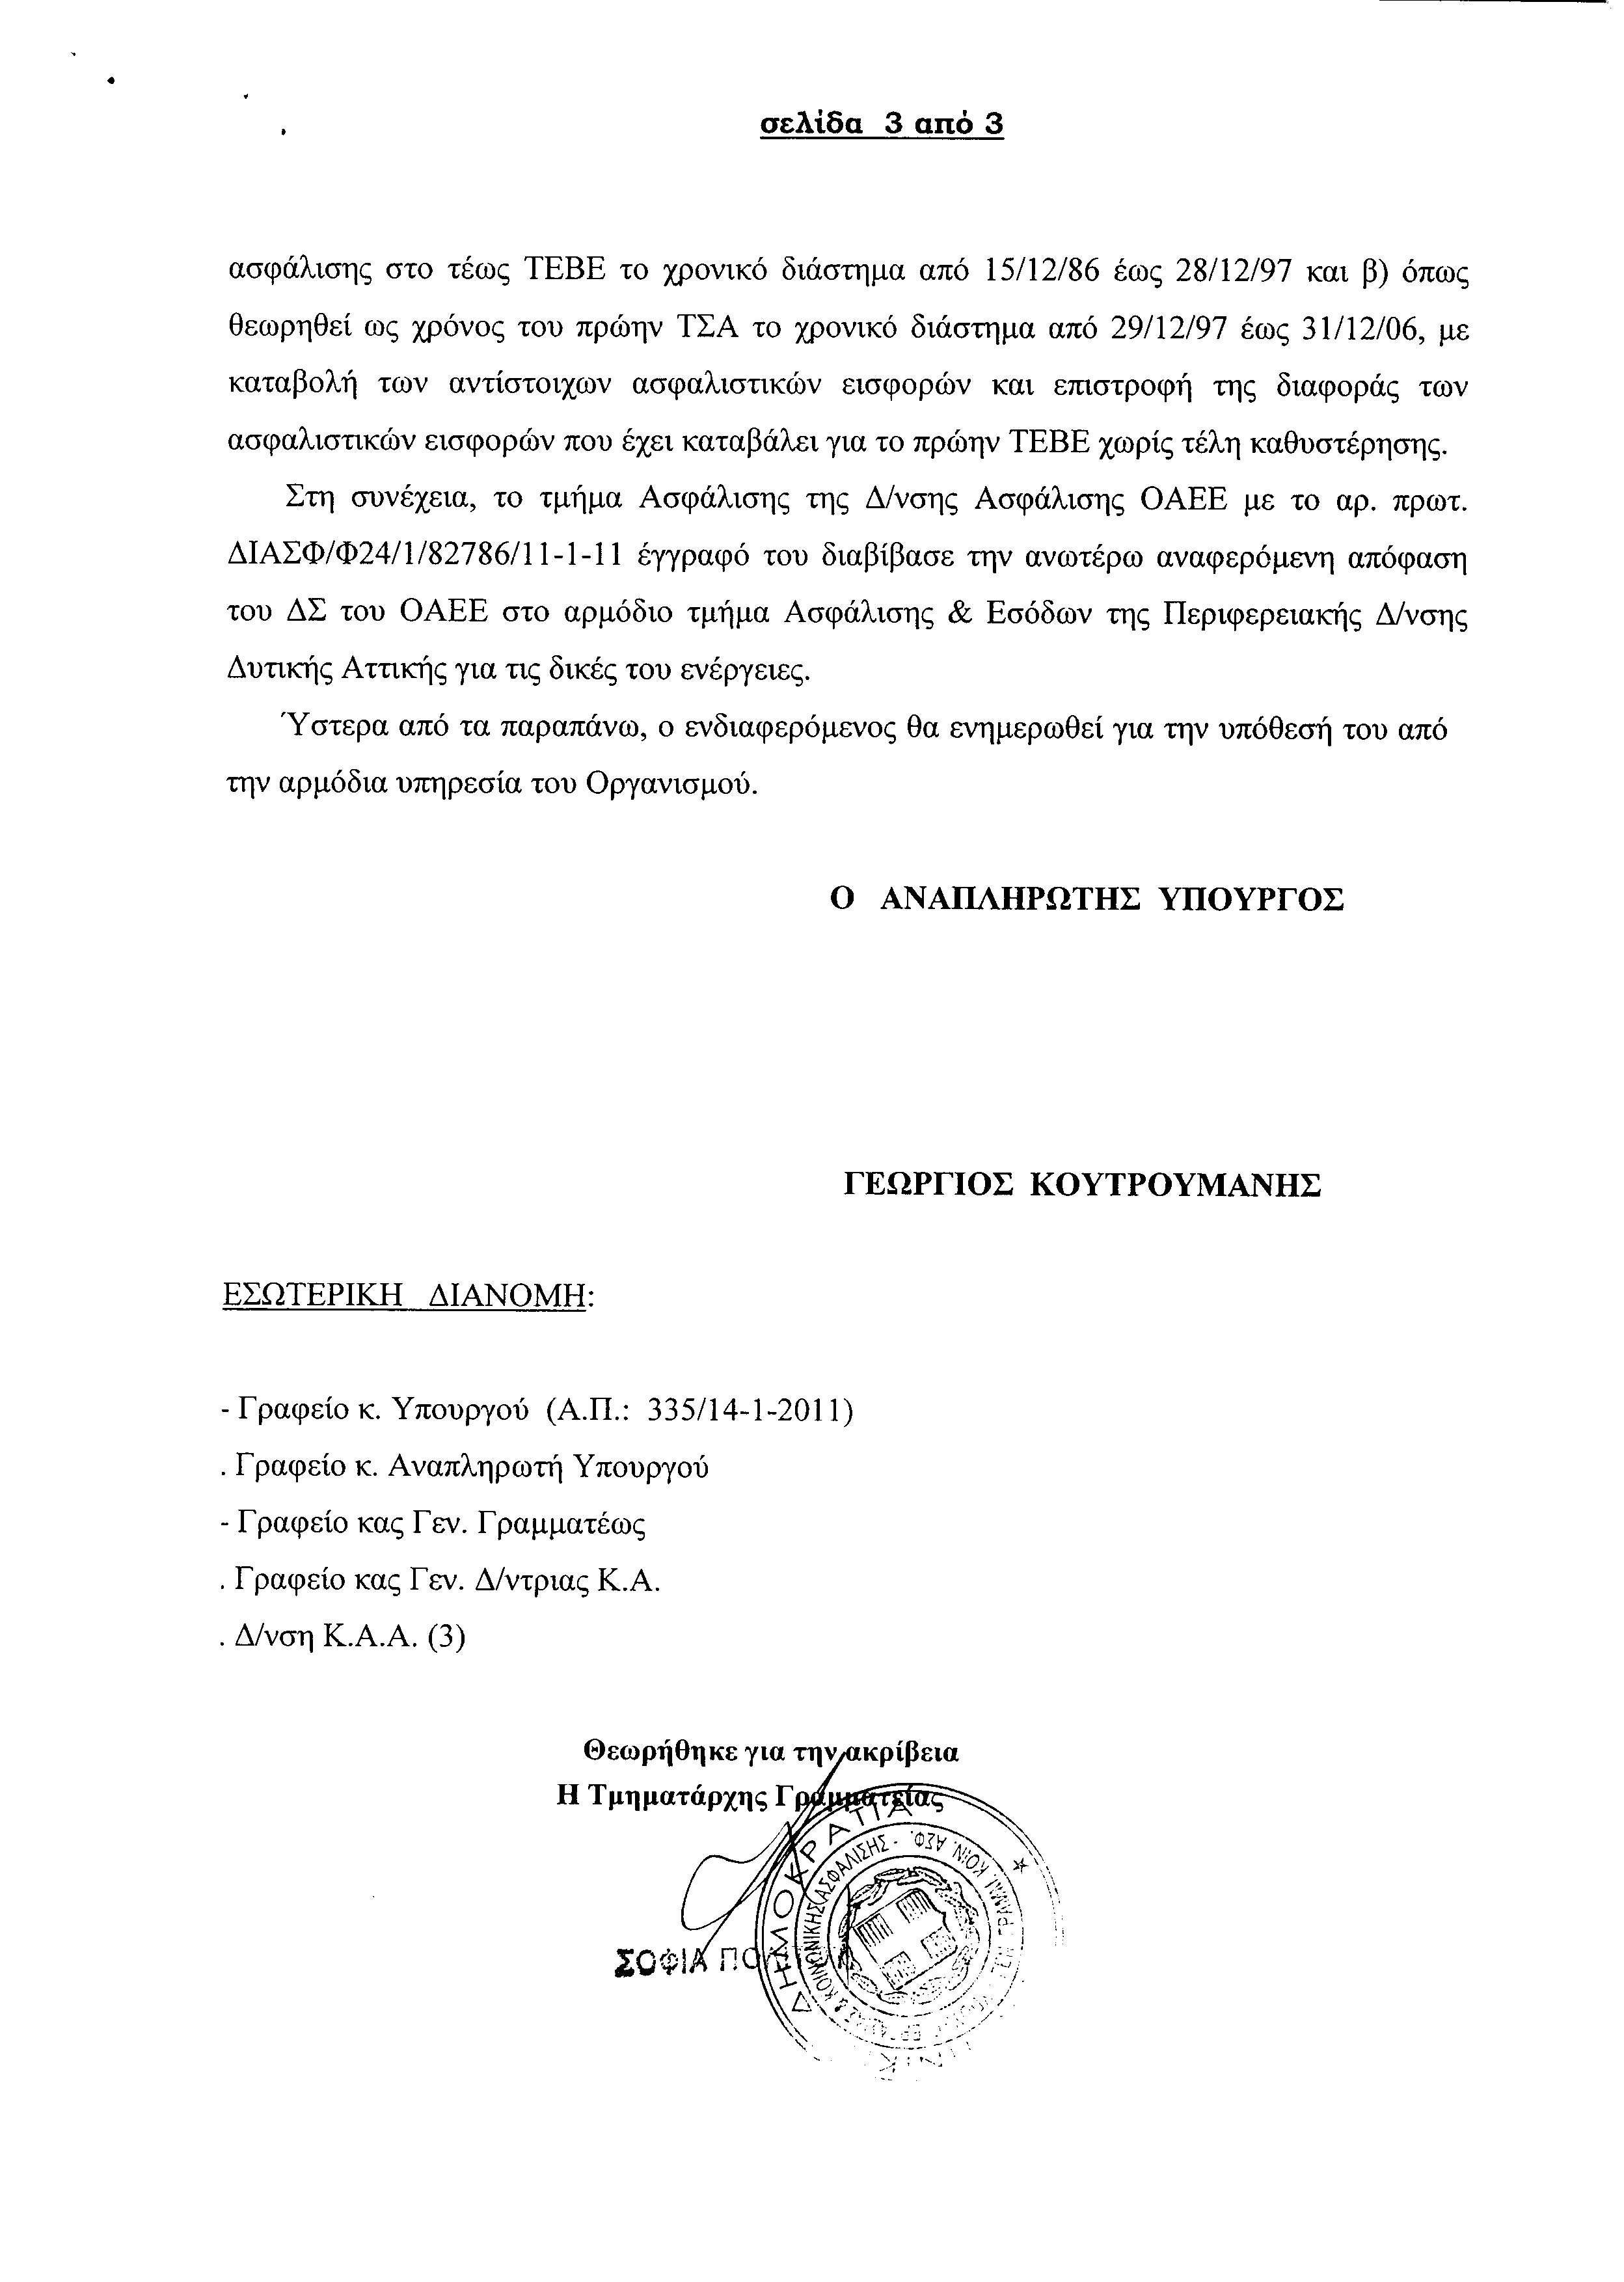 σελίδα 3 από 3
ασφάλισης στο τέως ΤΕΒΕ το χρονικό διάστημα από 15/12/86 έως 28/12/97 και β) όπως
θεωρηθεί ως χρόνος του πρώην ΤΣΑ το χρονικό διάστημα από 29/12/97 έως 31/12/06, με
καταβολή των αντίστοιχων ασφαλιστικών εισφορών και επιστροφή της διαφοράς των
ασφαλιστικών εισφορών που έχει καταβάλει για το πρώην ΤΕΒΕ χωρίς τέλη καθυστέρησης.
Στη συνέχεια, το τμήμα Ασφάλισης της Δ/νσης Ασφάλισης ΟΑΕΕ με το αρ. πρωτ.
ΔΙΑΣΦ/Φ24/1/82786/11-1-11 έγγραφό του διαβίβασε την ανωτέρω αναφερόμενη απόφαση
του ΔΣ του ΟΑΕΕ στο αρμόδιο τμήμα Ασφάλισης & Εσόδων της Περιφερειακής Δ/νσης
Δυτικής Αττικής για τις δικές του ενέργειες.
Ύστερα από τα παραπάνω, ο ενδιαφερόμενος θα ενημερωθεί για την υπόθεσή του από
την αρμόδια υπηρεσία του Οργανισμού.
Ο ΑΝΑΠΛΗΡΩΤΗΣ ΥΠΟΥΡΓΟΣ
ΓΕΩΡΓΙΟΣ ΚΟΥΤΡΟΥΜΑΝΗΣ
ΕΣΩΤΕΡΙΚΗ ΔΙΑΝΟΜΗ:
- Γραφείο κ. Υπουργού (Α.Π.: 335/14-1-2011)
. Γραφείο κ. Αναπληρωτή Υπουργού
- Γραφείο κας Γεν. Γραμματέως
. Γραφείο κας Γεν. Δ/ντριας Κ.Α.
. Δ/νση Κ.Α.Α. (3)
Θεωρήθηκε για την ακρίβεια
Η Τμηματάρχης Γραμματείας
ΣΟΦΙΑ
ΔΗΜΟΚΡΑΤΙΑ
ΚΟΙΝΩΝΙΚΗΣ ΑΣΦΑΛΙΣΗΣ -